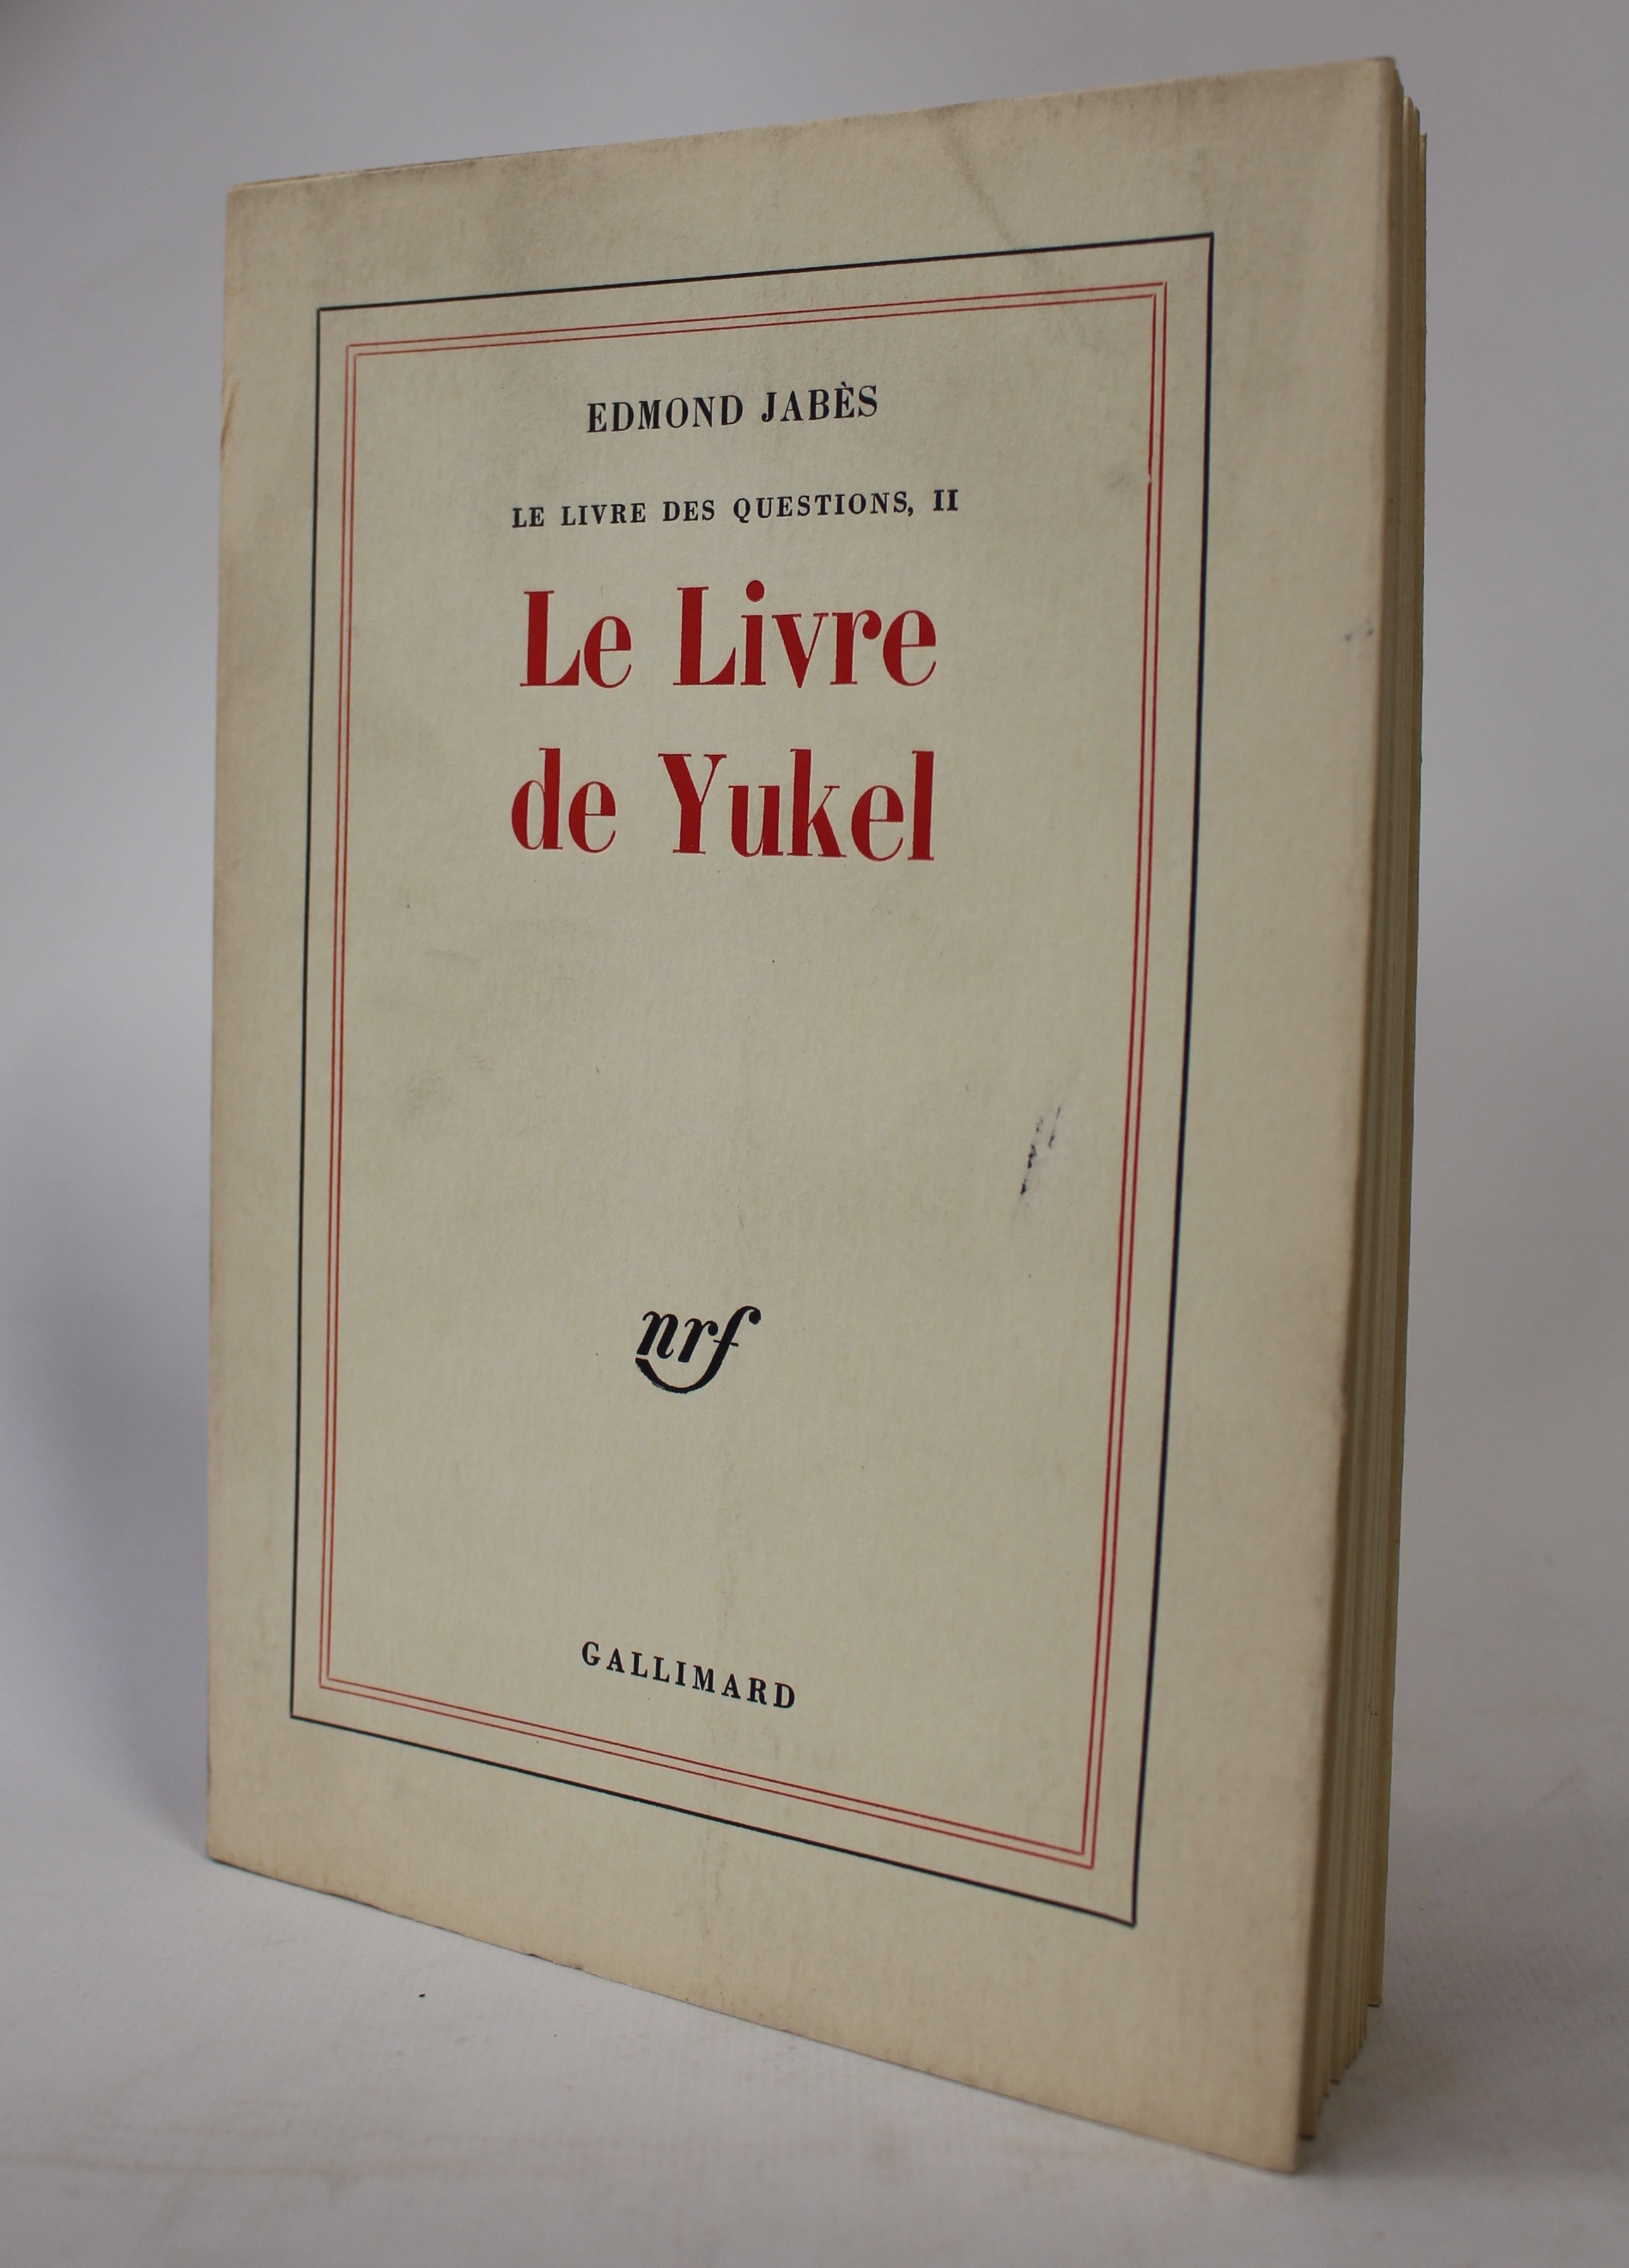 EDMOND JABÈS
LE LIVRE DES QUESTIONS, II
Le Livre
de Yukel
nrf
GALLIMARD